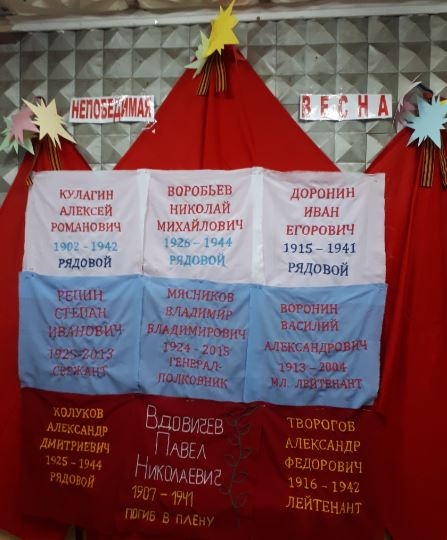 НЕПОБЕДИМАЯ ВЕСНА
КУЛАГИН
АЛЕКСЕЙ
РОМАНОВИЧ
1902 - 1942
РЯДОВОЙ
ВОРОБЬЕВ
НИКОЛАЙ
МИХАЙЛОВИЧ
1926 - 1944
РЯДОВОЙ
ДОРОНИН
ИВАН
ЕГОРОВИЧ
1915 - 1941
РЯДОВОЙ
РЕПИН
СТЕПАН
ИВАНОВИЧ
1925-2013
СЕРЖАНТ
МЯСНИКОВ
ВЛАДИМИР
ВЛАДИМИРОВИЧ
1924 - 2015
ГЕНЕРАЛ-
ПОЛКОВНИК
ВОРОНИН
ВАСИЛИЙ
АЛЕКСАНДРОВИЧ
1913 - 2004
МЛ. ЛЕЙТЕНАНТ
КОЛУКОВ
АЛЕКСАНДР
ДМИТРИЕВИЧ
1925 - 1944
РЯДОВОЙ
ВДОВИЧЕВ
ПАВЕЛ
НИКОЛАЕВИЧ
1907 - 1941
ПОГИБ В ПЛЕНУ
ТВОРОГОВ
АЛЕКСАНДР
ФЕДОРОВИЧ
1916 - 1942
ЛЕЙТЕНАНТ